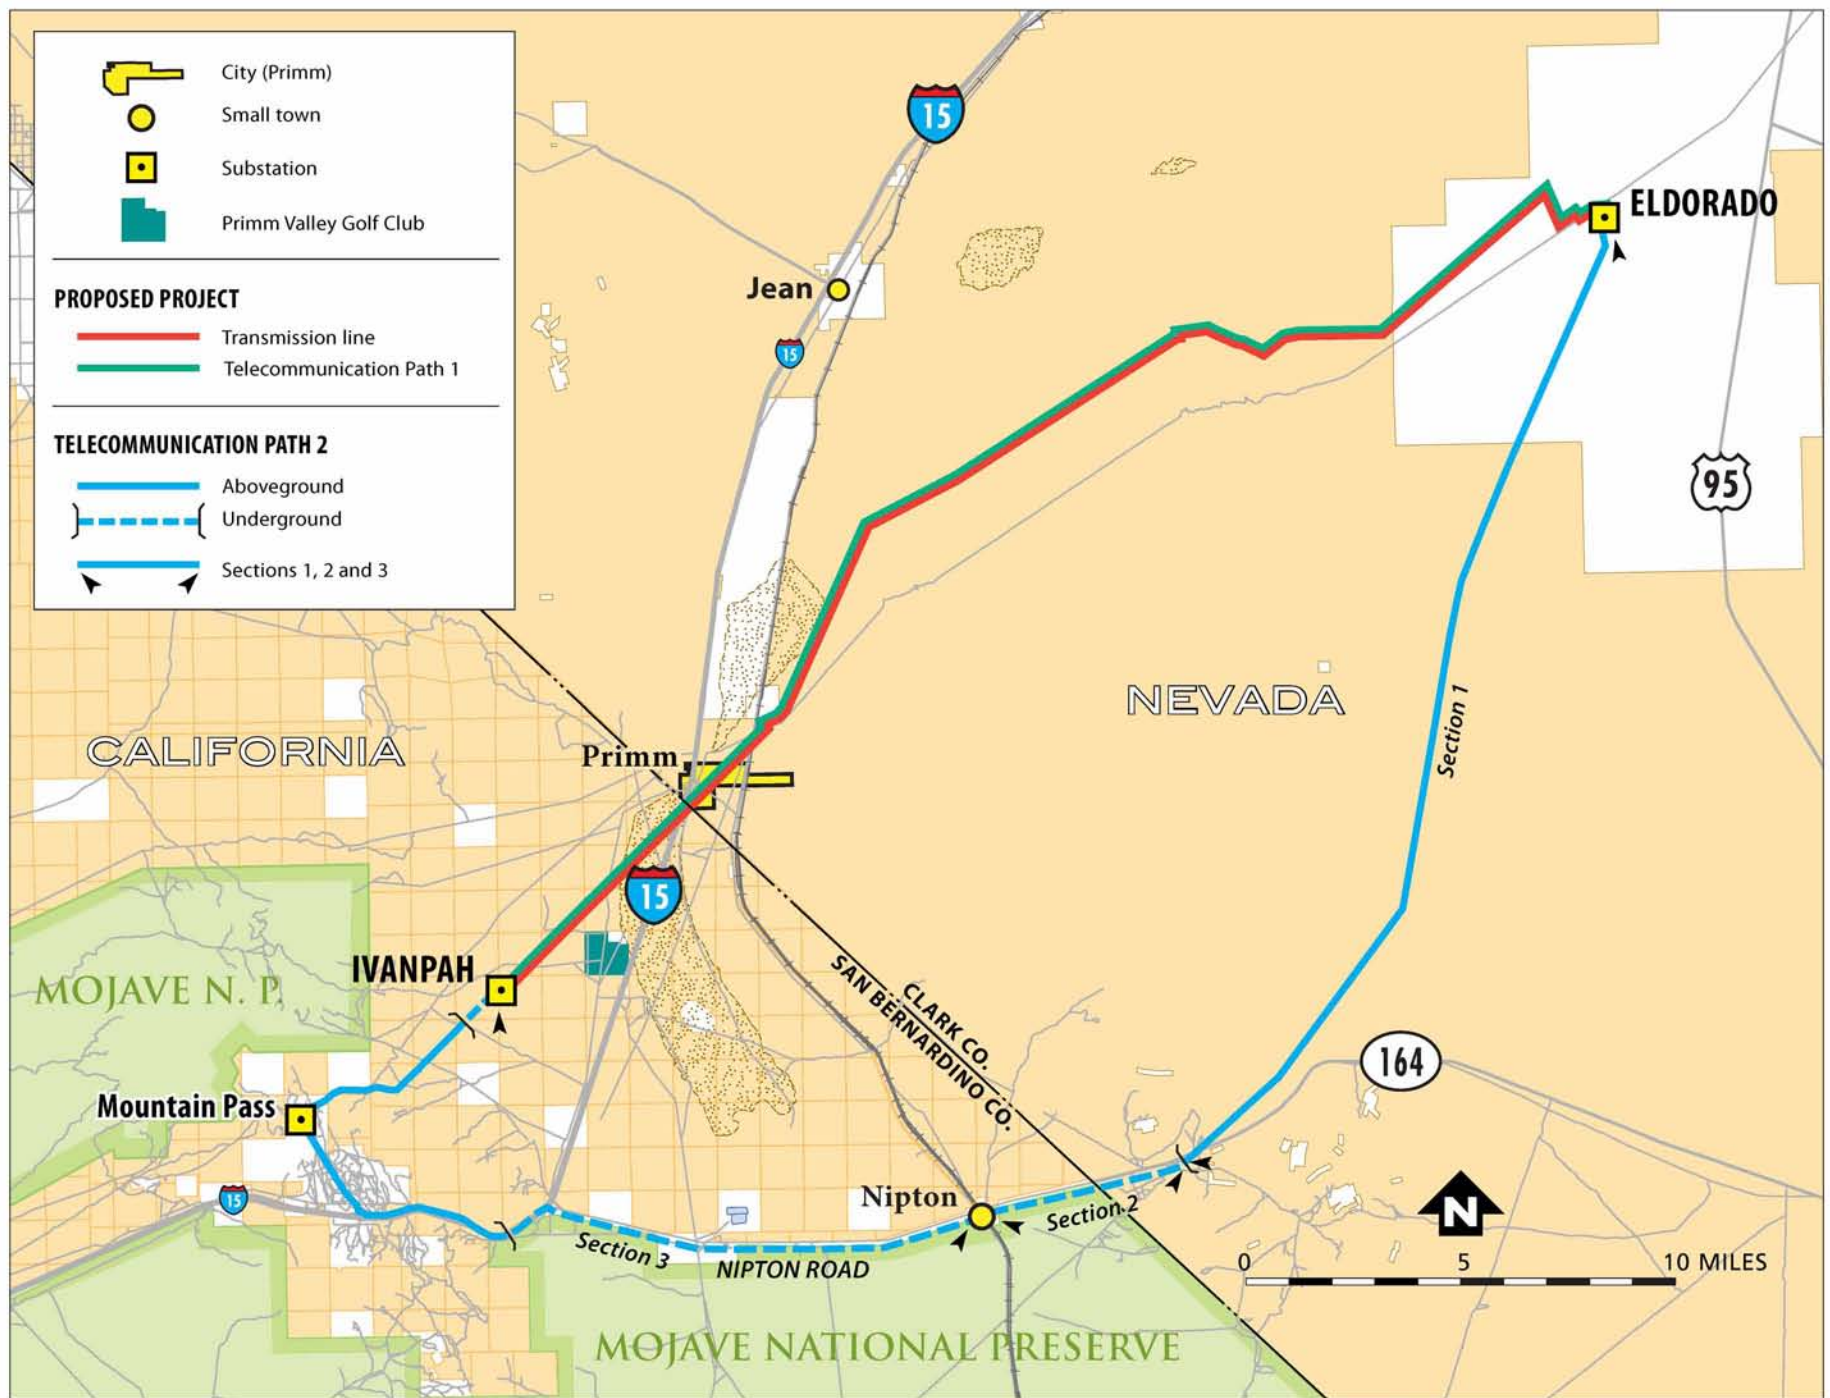 City (Primm)
Small town
Substation
Primm Valley Golf Club
PROPOSED PROJECT
Transmission line
Telecommunication Path 1
TELECOMMUNICATION PATH 2
Aboveground
Underground
Sections 1, 2 and 3
15
ELDORADO
Jean
15
95
NEVADA
Section 1
CALIFORNIA
Primm
15
IVANPAH
MOJAVE N. P.
CLARK CO.
SAN BERNARDINO CO.
164
Mountain Pass
15
Nipton
Section 2
Section 3
NIPTON ROAD
N
0 5 10 MILES
MOJAVE NATIONAL PRESERVE